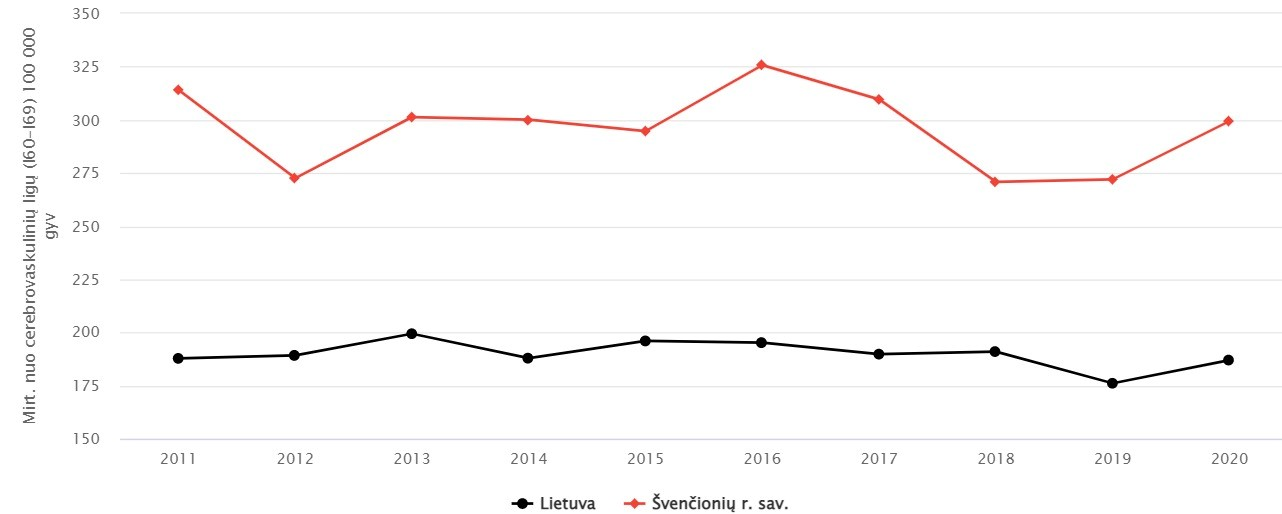 350
325
300
275
250
225
200
175
150
Mirt. nuo cerebrovaskulinių ligų (I60-I69) 100 000
gyv
2011 2012 2013 2014 2015 2016 2017 2018 2019 2020
Lietuva Švenčionių r. sav.